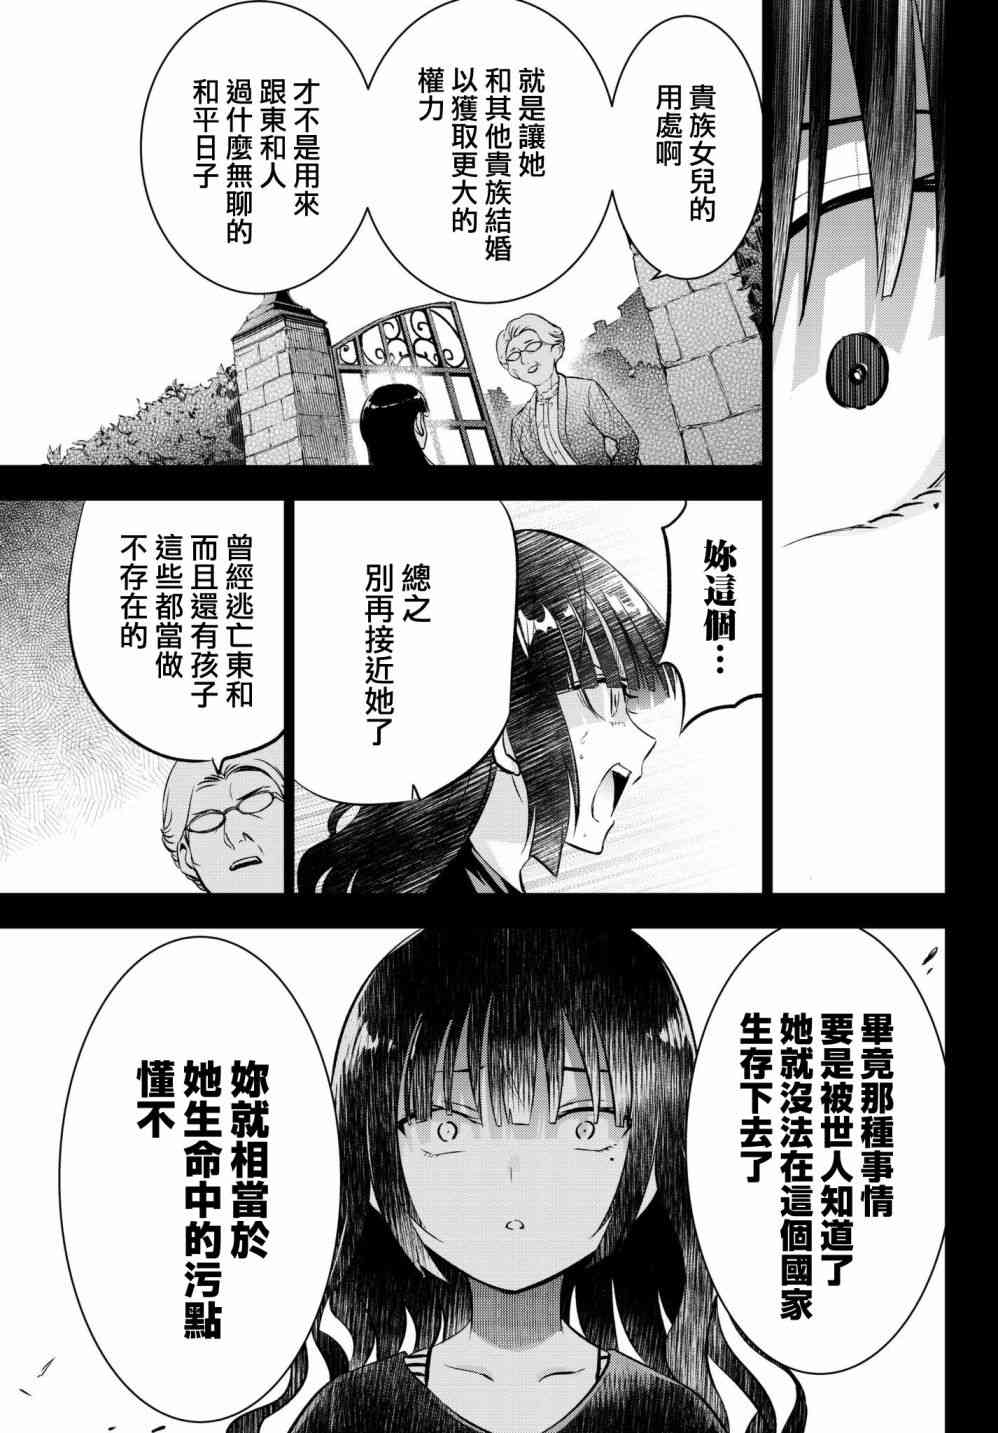 貴族女兒的
用處啊
就是讓她
和其他貴族結婚
以獲取更大的
權力
才不是用來
跟東和人
過什麼無聊的
和平日子
妳這個…
總之
別再接近她了
曾經逃亡東和
而且還有孩子
這些都當做
不存在的
畢竟那種事情
要是被世人知道了
她就沒法在這個國家
生存下去了
妳就相當於
她生命中的污點
懂不